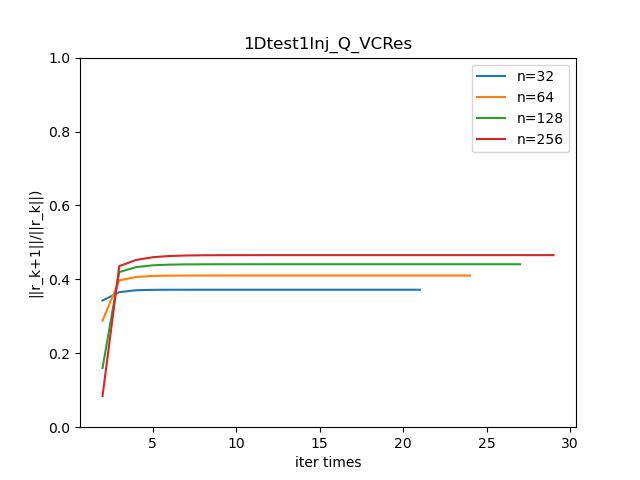 1Dtest1Inj_Q_VCRes
n=32
n=64
n=128
n=256
||r_k+1||/||r_k||)
1.0
0.8
0.6
0.4
0.2
0.0
5 10 15 20 25 30
iter times